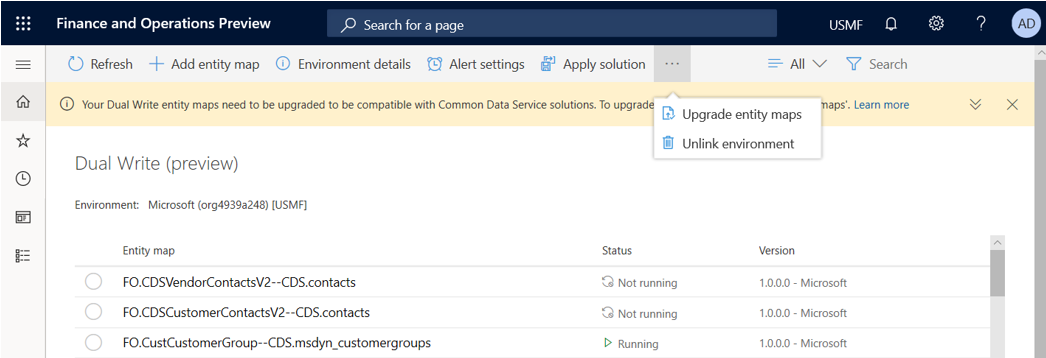 Finance and Operations Preview
Search for a page
USMF
?
AD
Refresh
Add entity map
Environment details
Alert settings
Apply solution
...
All
Search
Your Dual Write entity maps need to be upgraded to be compatible with Common Data Service solutions. To upgrade maps'. Learn more
Upgrade entity maps
Unlink environment
Dual Write (preview)
Environment: Microsoft (org4939a248) [USMF]
Entity map Status Version
FO.CDSVendorContactsV2--CDS.contacts Not running 1.0.0.0 - Microsoft
FO.CDSCustomerContactsV2--CDS.contacts Not running 1.0.0.0 - Microsoft
FO.CustCustomerGroup--CDS.msdyn_customergroups Running 1.0.0.0 - Microsoft